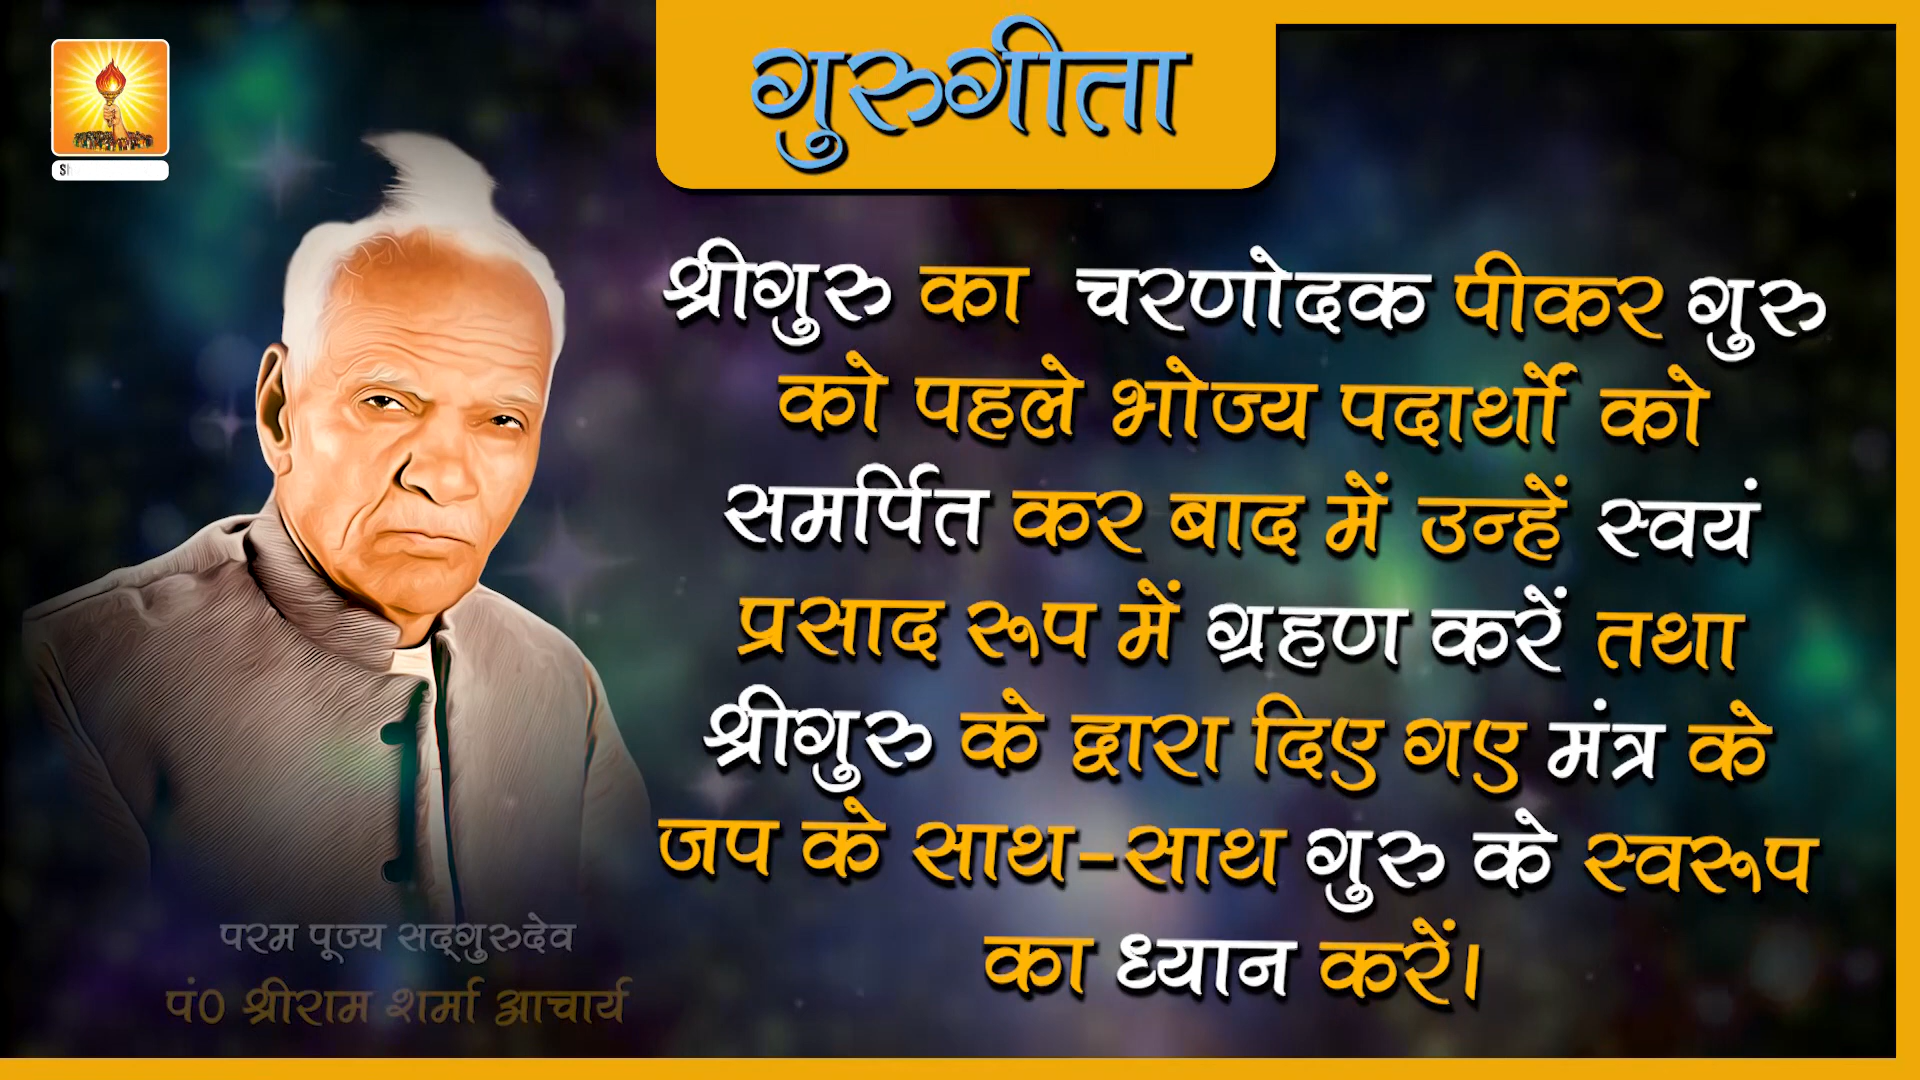 गुरुगीता
श्रीगुरु का चरणोदक पीकर गुरु
को पहले भोज्य पदार्थो को
समर्पित कर बाद में उन्हें स्वयं
प्रसाद रूप में ग्रहण करें तथा
श्रीगुरु के द्वारा दिए गए मंत्र के
जप के साथ-साथ गुरु के स्वरूप
का ध्यान करें।
परम पूज्य सद्गुरुदेव
पं0 श्रीराम शर्मा आचार्य